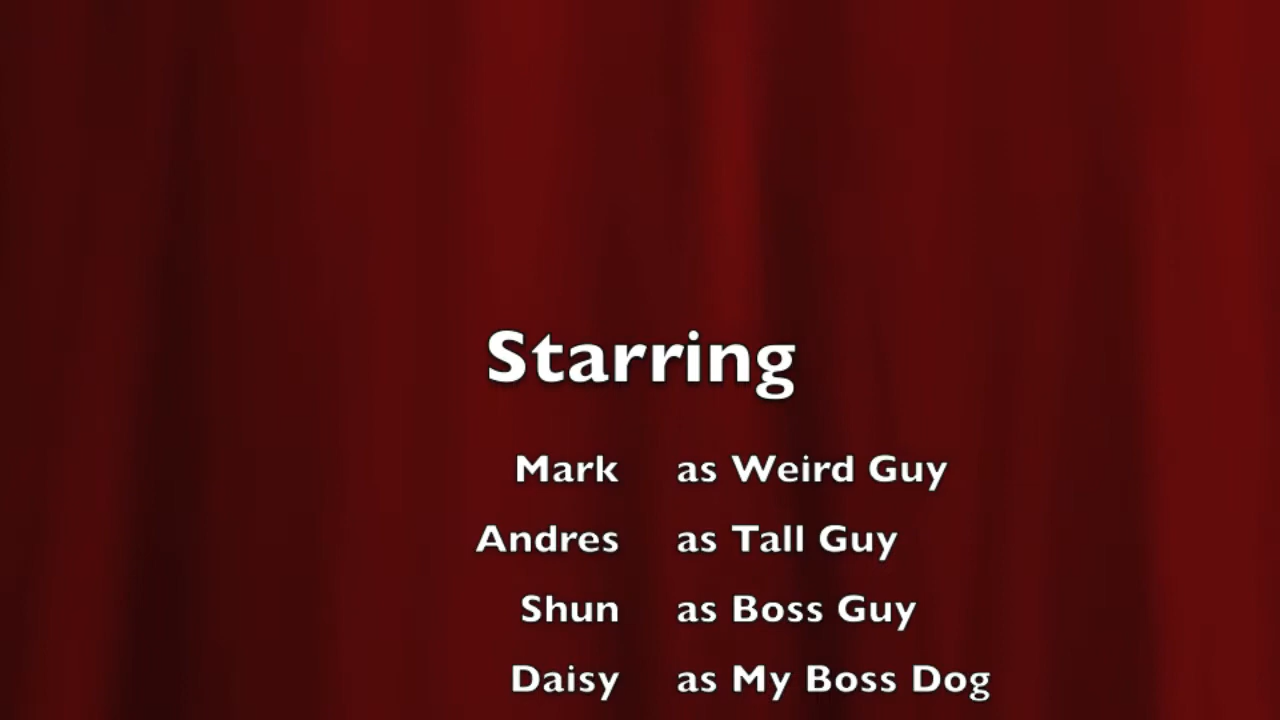 Starring
Mark as Weird Guy
Andres as Tall Guy
Shun as Boss Guy
Daisy as My Boss Dog